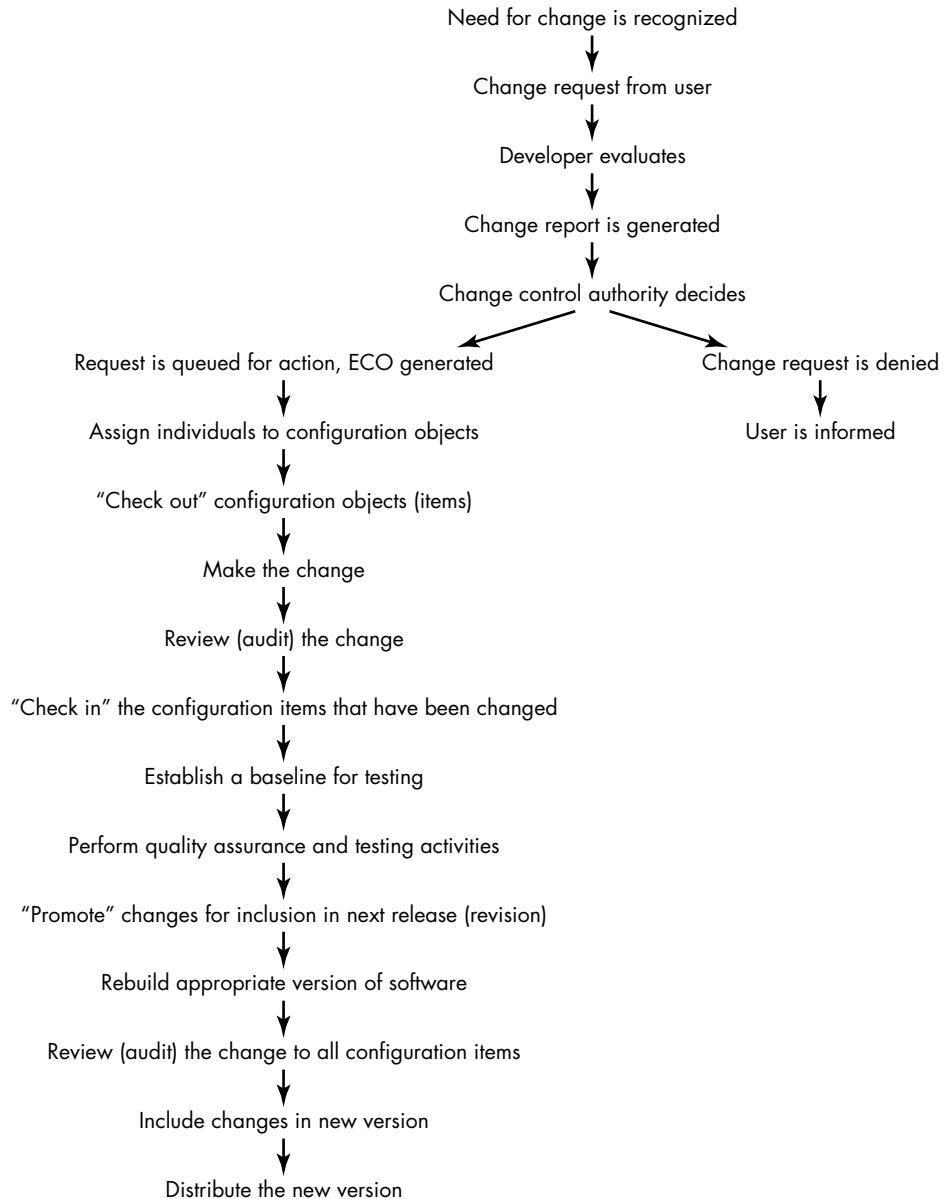 Need for change is recognized
Change request from user
Developer evaluates
Change report is generated
Change control authority decides
Request is queued for action, ECO generated
Change request is denied
Assign individuals to configuration objects
User is informed
“Check out” configuration objects (items)
Make the change
Review (audit) the change
“Check in” the configuration items that have been changed
Establish a baseline for testing
Perform quality assurance and testing activities
“Promote” changes for inclusion in next release (revision)
Rebuild appropriate version of software
Review (audit) the change to all configuration items
Include changes in new version
Distribute the new version